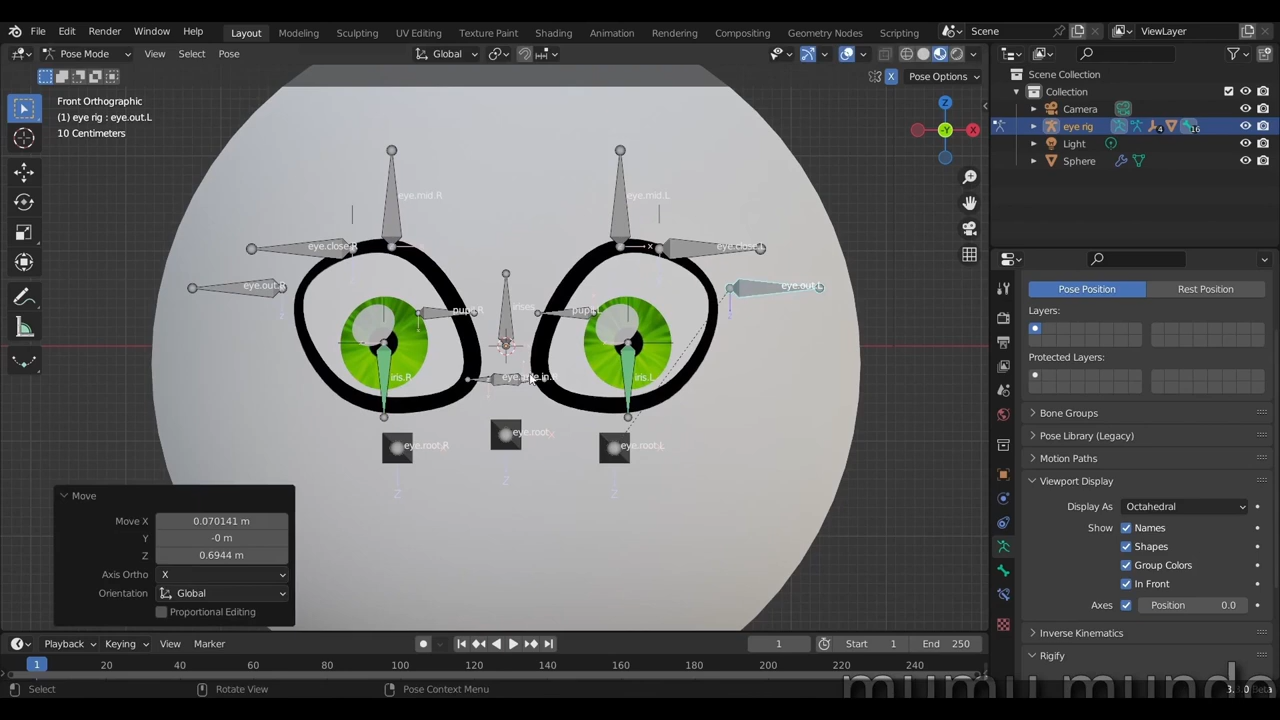 File Edit Render Window Help
Layout Modeling Sculpting UV Editing Texture Paint Shading Animation Rendering Compositing Geometry Nodes Scripting
Scene
ViewLayer
Pose Mode View Select Pose
Global
X Pose Options
Front Orthographic
(1) eye rig : eye.out.L
10 Centimeters
Z
X
-Y
eye.mid.R
eye.mid.L
eye.close.R
x
eye.close.L
eye.out.R
eye.out.L
pupil.R
irises
pupil.L
iris.R
iris.L
eye.root.R
eye.root
eye.root.L
Z
Z
Z
Move
Move X 0.070141 m
Y -0 m
Z 0.6944 m
Axis Ortho X
Orientation Global
Proportional Editing
Scene Collection
Collection
Camera
eye rig 4 16
Light
Sphere
Pose Position Rest Position
Layers:
Protected Layers:
Bone Groups
Pose Library (Legacy)
Motion Paths
Viewport Display
Display As Octahedral
Show Names
Shapes
Group Colors
In Front
Axes Position 0.0
Inverse Kinematics
Rigify
Playback Keying View Marker
1 Start 1 End 250
1 20 40 60 80 100 120 140 160 180 200 220 240
Select Rotate View Pose Context Menu
mumu mundo